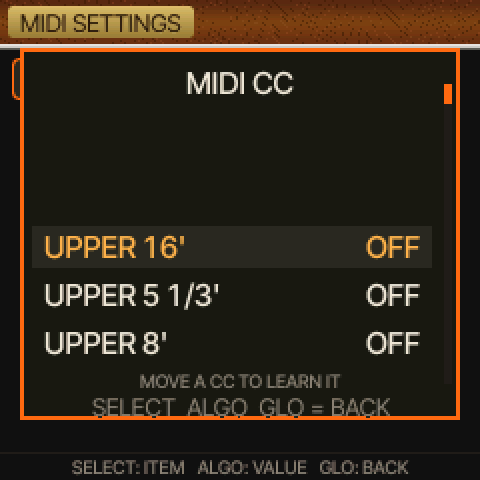 MIDI SETTINGS
MIDI CC
UPPER 16' OFF
UPPER 5 1/3' OFF
UPPER 8' OFF
MOVE A CC TO LEARN IT
SELECT ALGO GLO = BACK
SELECT: ITEM ALGO: VALUE GLO: BACK